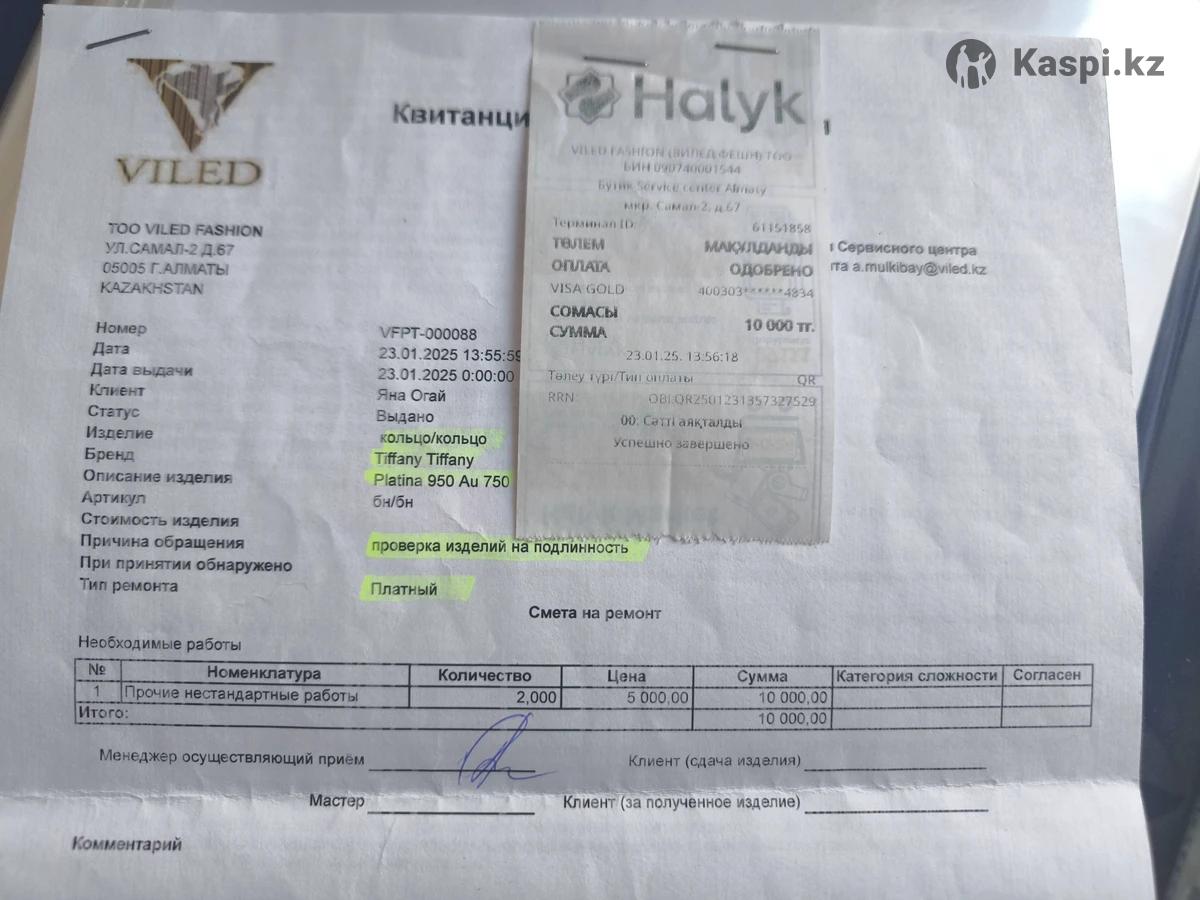 Kaspi.kz
VILED
Квитанци
ТОО VILED FASHION
УЛ.САМАЛ-2 Д.67
05005 Г.АЛМАТЫ
KAZAKHSTAN
Сервисного центра
a.mulkibay@viled.kz
Halyk
VILED FASHION (ВИЛЕД ФЕШН) ТОО
БИН 090740001544
Бутик Service center Almaty
мкр. Самал-2, д.67
Терминал ID: 61151858
ТӨЛЕМ МАҚҰЛДАНДЫ
ОПЛАТА ОДОБРЕНО
VISA GOLD 400303******4834
СОМАСЫ
СУММА 10 000 тг.
23.01.25. 13:56:18
Төлеу түрі/Тип оплаты QR
RRN: OBI.QR2501231357327529
00: Сәтті аяқталды
Успешно завершено
Номер VFPT-000088
Дата 23.01.2025 13:55:59
Дата выдачи 23.01.2025 0:00:00
Клиент Яна Огай
Статус Выдано
Изделие кольцо/кольцо
Бренд Tiffany Tiffany
Описание изделия Platina 950 Au 750
Артикул бн/бн
Стоимость изделия
Причина обращения проверка изделий на подлинность
При принятии обнаружено
Тип ремонта Платный
Смета на ремонт
Необходимые работы
№ Номенклатура Количество Цена Сумма Категория сложности Согласен
1 Прочие нестандартные работы 2,000 5 000,00 10 000,00
Итого: 10 000,00
Менеджер осуществляющий приём Клиент (сдача изделия)
Мастер Клиент (за полученное изделие)
Комментарий